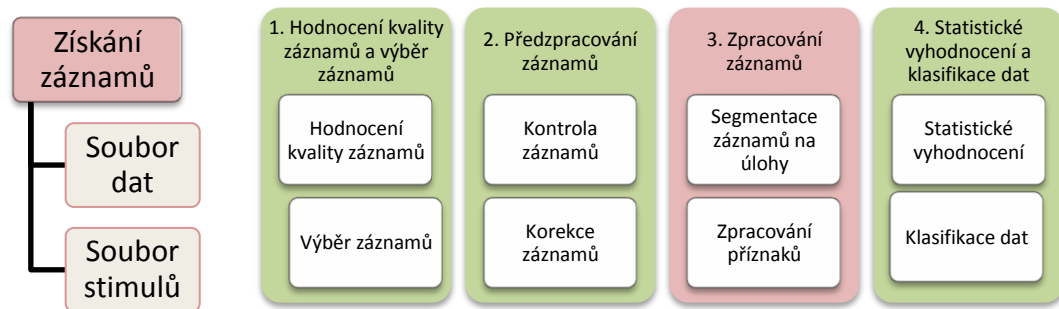 Získání
záznamů
Soubor
dat
Soubor
stimulů
1. Hodnocení kvality
záznamů a výběr
záznamů
Hodnocení
kvality záznamů
Výběr záznamů
2. Předzpracování
záznamů
Kontrola
záznamů
Korekce
záznamů
3. Zpracování
záznamů
Segmentace
záznamů na
úlohy
Zpracování
příznaků
4. Statistické
vyhodnocení a
klasifikace dat
Statistické
vyhodnocení
Klasifikace dat